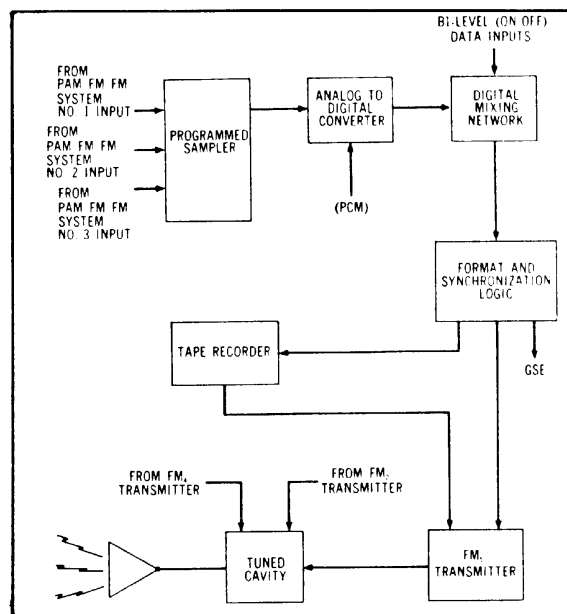 BI-LEVEL (ON OFF)
DATA INPUTS
FROM
PAM FM FM
SYSTEM
NO. 1 INPUT
FROM
PAM FM FM
SYSTEM
NO. 2 INPUT
FROM
PAM FM FM
SYSTEM
NO. 3 INPUT
PROGRAMMED
SAMPLER
ANALOG TO
DIGITAL
CONVERTER
(PCM)
DIGITAL
MIXING
NETWORK
FORMAT AND
SYNCHRONIZATION
LOGIC
GSE
TAPE RECORDER
FROM FM
TRANSMITTER
FROM FM
TRANSMITTER
TUNED
CAVITY
FM
TRANSMITTER